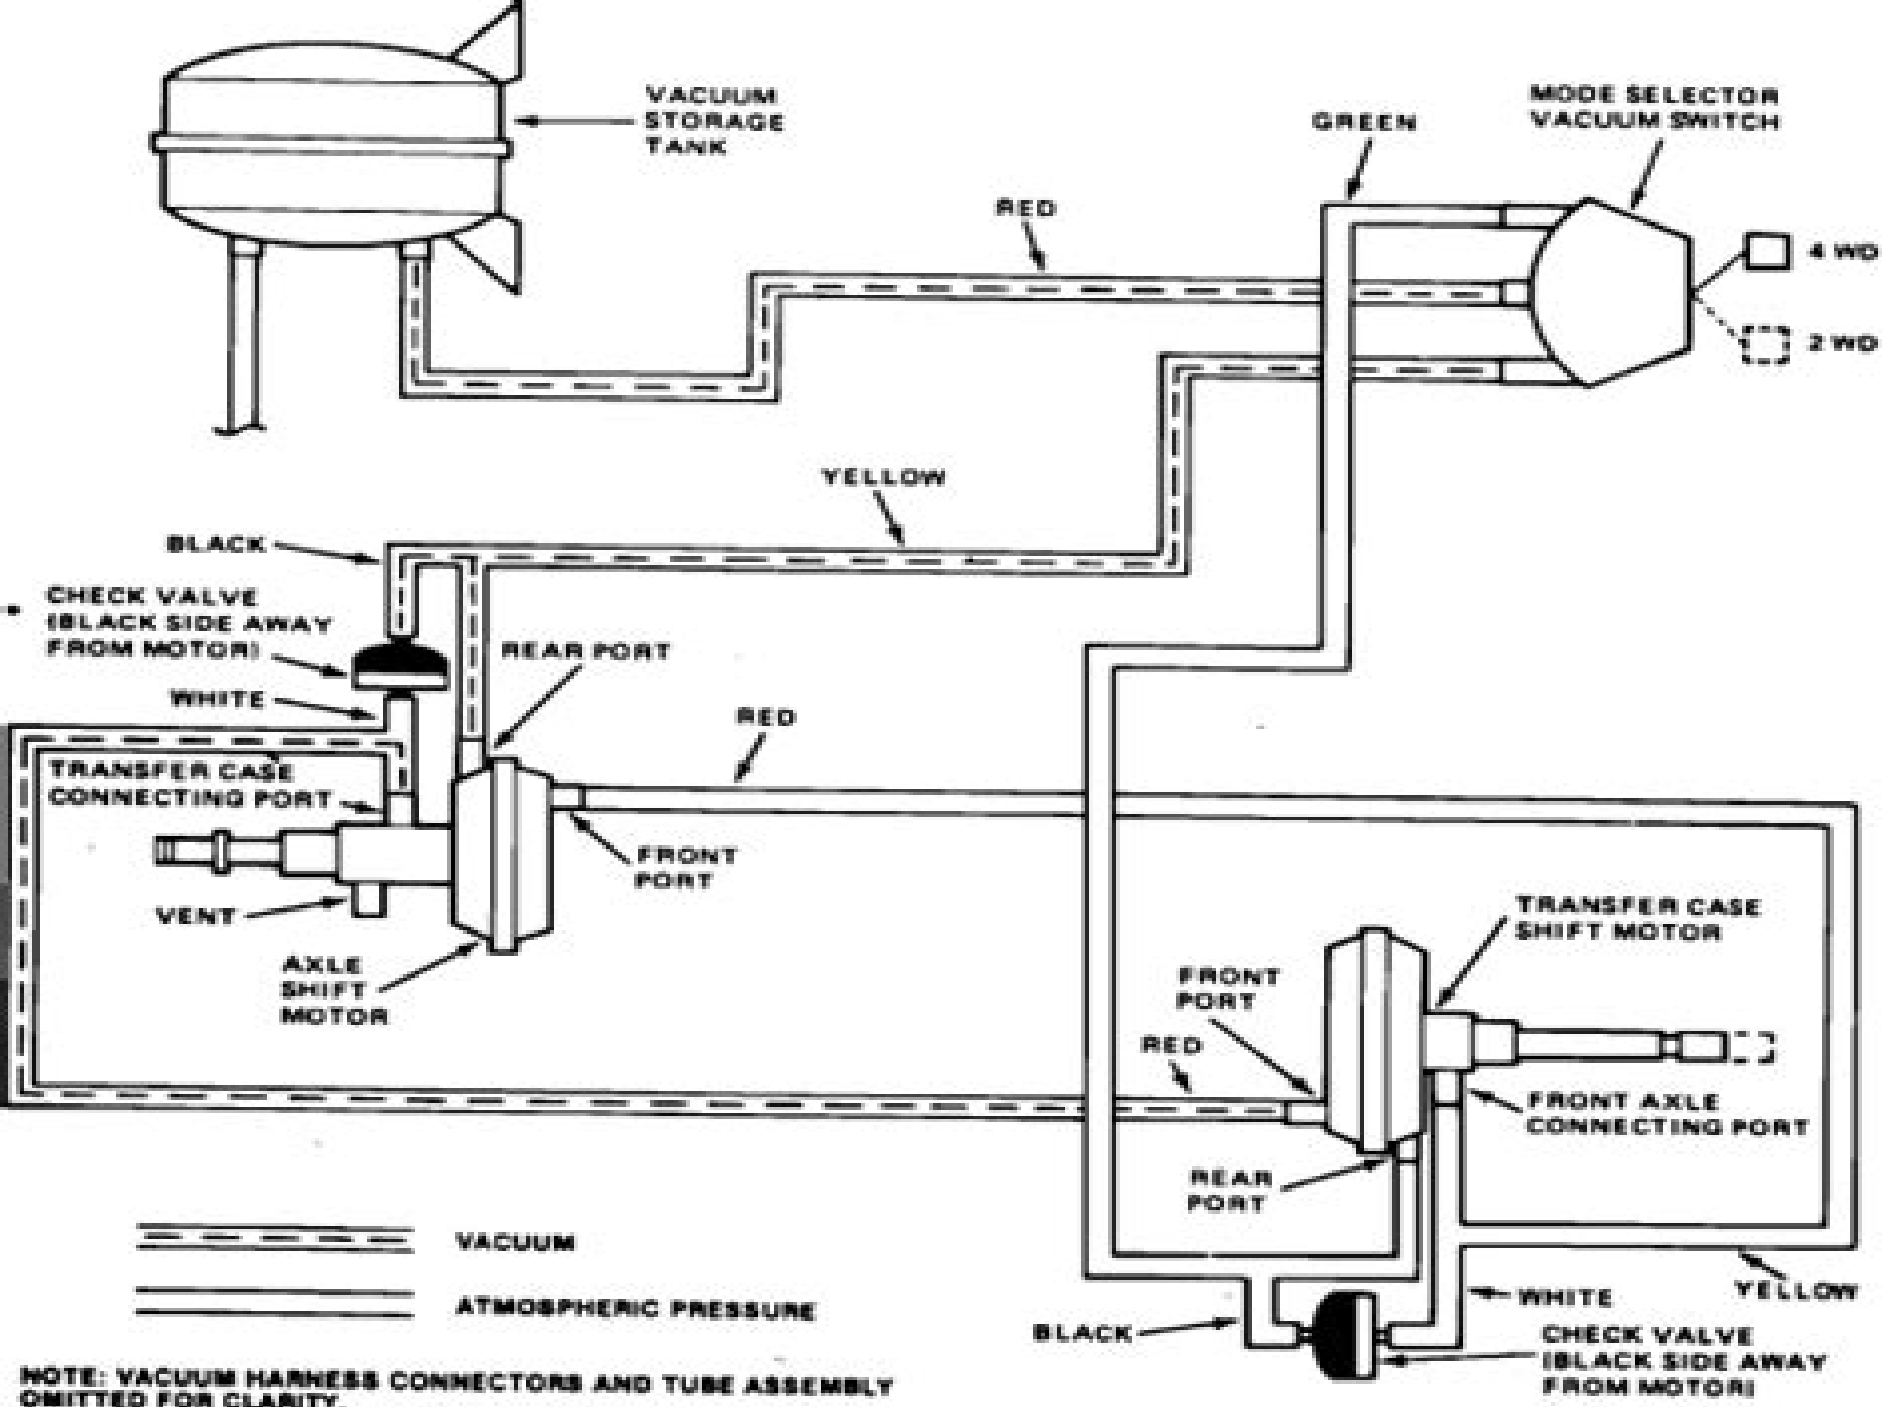 VACUUM
STORAGE
TANK
GREEN
MODE SELECTOR
VACUUM SWITCH
RED
4 WD
2 WD
YELLOW
BLACK
CHECK VALVE
(BLACK SIDE AWAY
FROM MOTOR)
REAR PORT
WHITE
RED
TRANSFER CASE
CONNECTING PORT
FRONT
PORT
VENT
AXLE
SHIFT
MOTOR
TRANSFER CASE
SHIFT MOTOR
FRONT
PORT
RED
FRONT AXLE
CONNECTING PORT
REAR
PORT
VACUUM
ATMOSPHERIC PRESSURE
YELLOW
WHITE
BLACK
CHECK VALVE
(BLACK SIDE AWAY
FROM MOTOR)
NOTE: VACUUM HARNESS CONNECTORS AND TUBE ASSEMBLY
OMITTED FOR CLARITY.